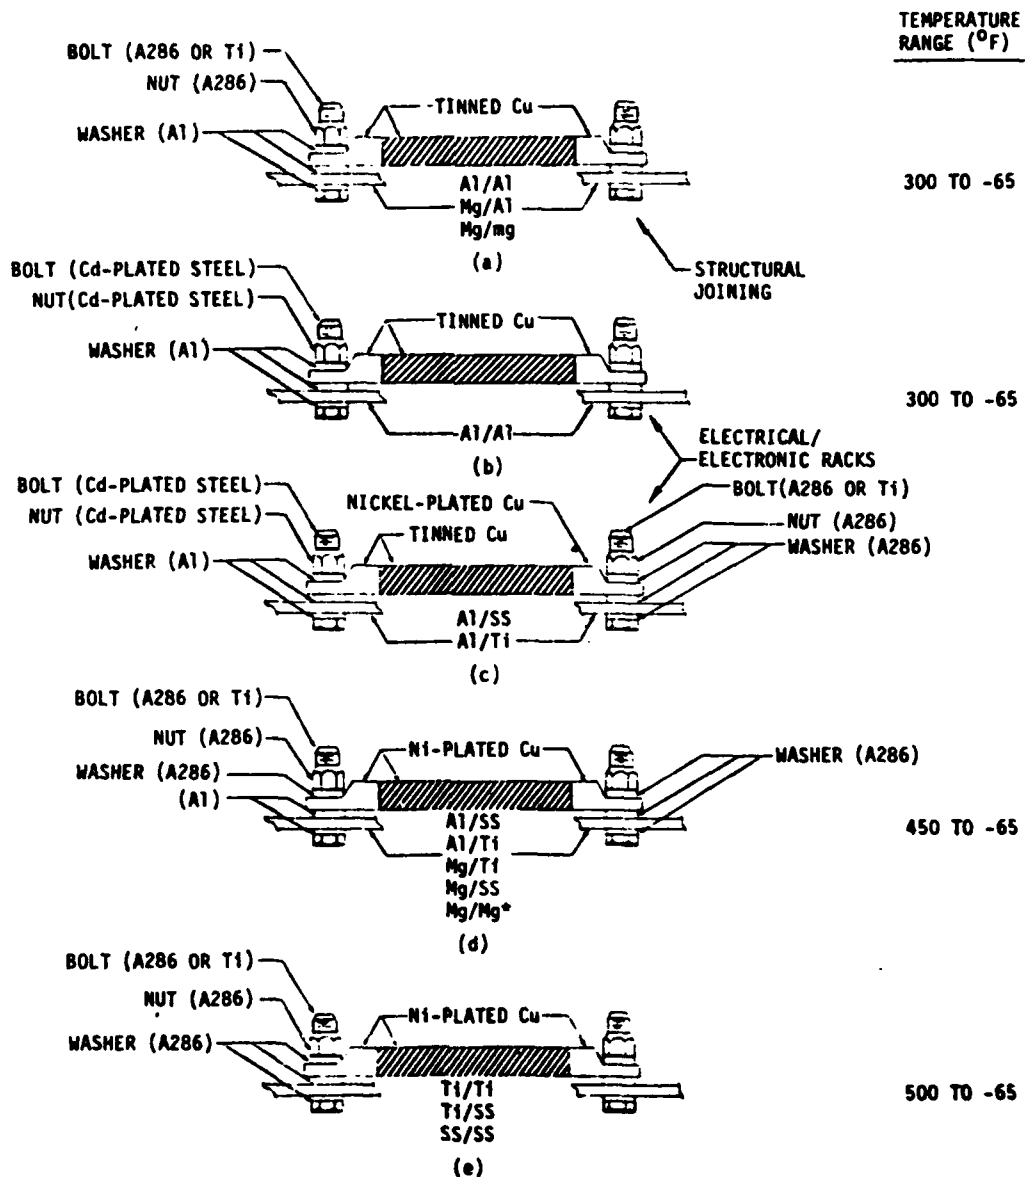 TEMPERATURE
RANGE (°F)
BOLT (A286 OR Ti)
NUT (A286)
TINNED Cu
WASHER (Al)
Al/Al
Mg/Al
Mg/mg
300 TO -65
(a)
STRUCTURAL
JOINING
BOLT (Cd-PLATED STEEL)
NUT(Cd-PLATED STEEL)
TINNED Cu
WASHER (Al)
300 TO -65
Al/Al
(b)
ELECTRICAL/
ELECTRONIC RACKS
BOLT (Cd-PLATED STEEL)
NICKEL-PLATED Cu
BOLT(A286 OR Ti)
NUT (Cd-PLATED STEEL)
TINNED Cu
NUT (A286)
WASHER (Al)
WASHER (A286)
Al/SS
Al/Ti
(c)
BOLT (A286 OR Ti)
NUT (A286)
Ni-PLATED Cu
WASHER (A286)
WASHER (A286)
(Al)
Al/SS
Al/Ti
Mg/Ti
Mg/SS
Mg/Mg*
450 TO -65
(d)
BOLT (A286 OR Ti)
NUT (A286)
Ni-PLATED Cu
WASHER (A286)
Ti/Ti
Ti/SS
SS/SS
500 TO -65
(e)